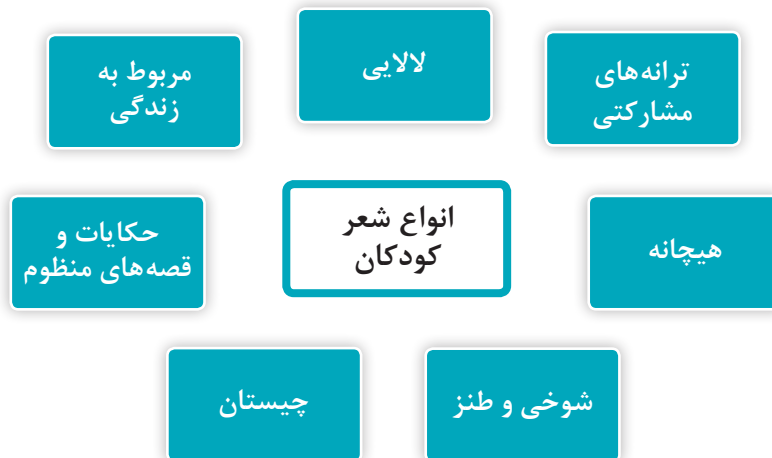 لالایی
ترانه‌های
مشارکتی
هیچانه
شوخی و طنز
چیستان
حکایات و
قصه‌های منظوم
مربوط به
زندگی
انواع شعر
کودکان